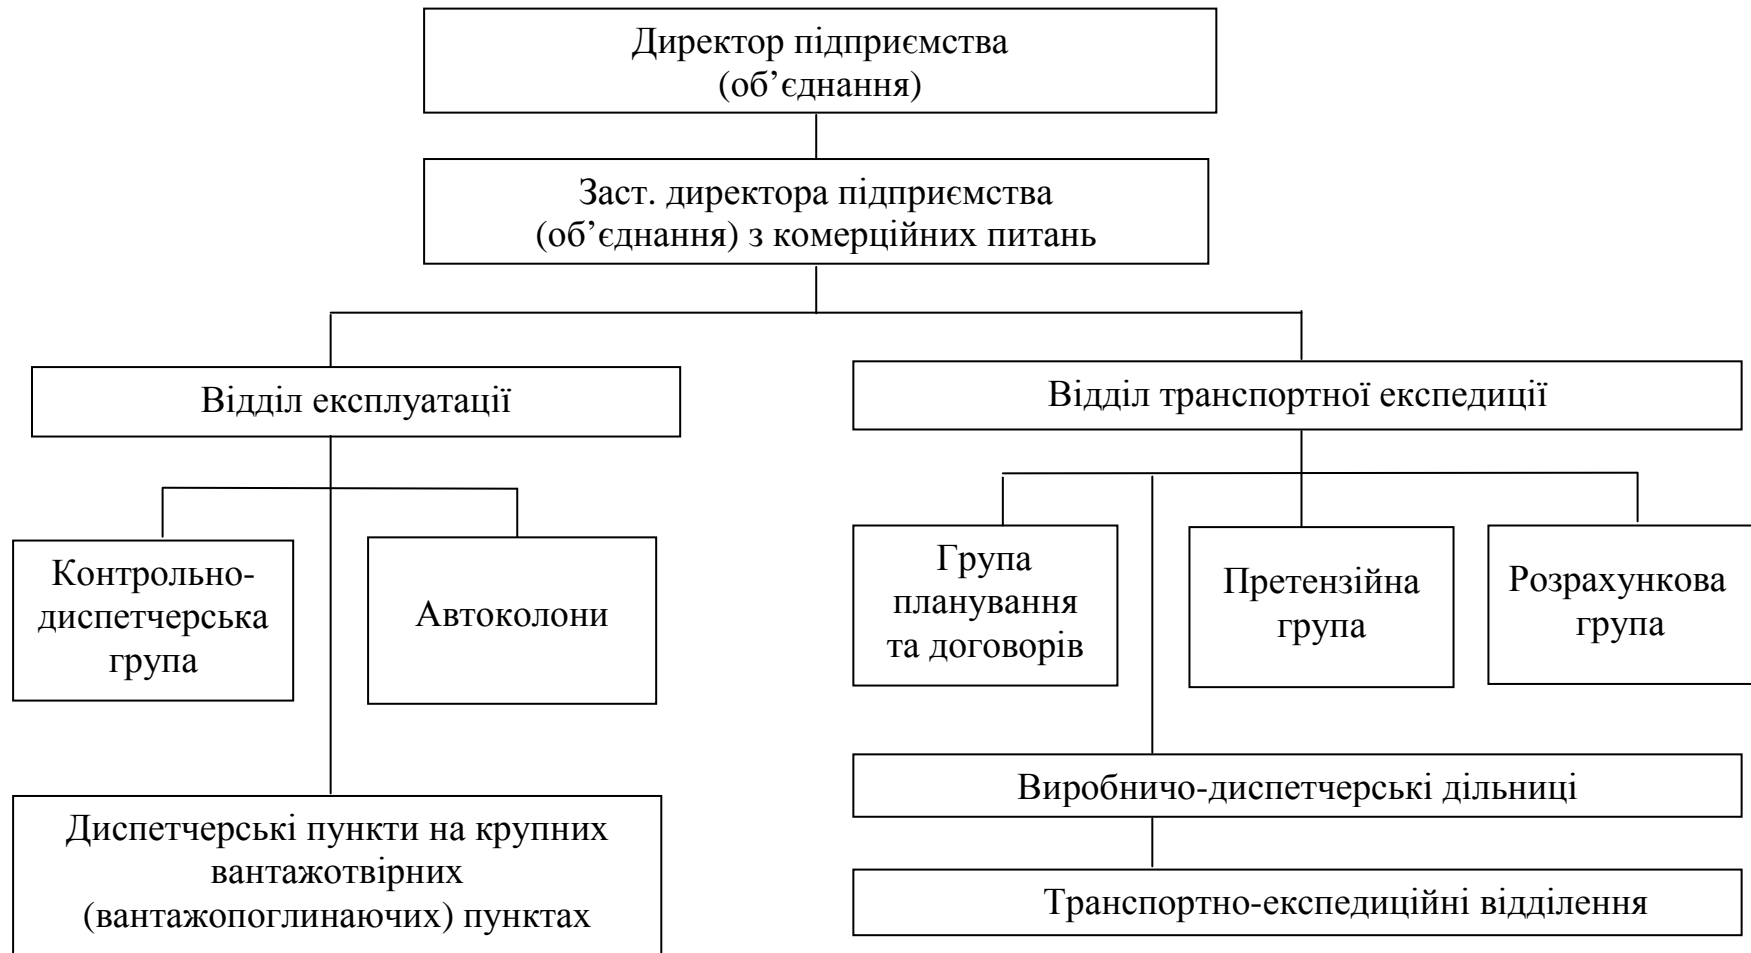 Директор підприємства
(об’єднання)
Заст. директора підприємства
(об’єднання) з комерційних питань
Відділ експлуатації
Відділ транспортної експедиції
Контрольно-
диспетчерська
група
Автоколони
Група
планування
та договорів
Претензійна
група
Розрахункова
група
Виробничо-диспетчерські дільниці
Диспетчерські пункти на крупних
вантажотвірних
(вантажопоглинаючих) пунктах
Транспортно-експедиційні відділення